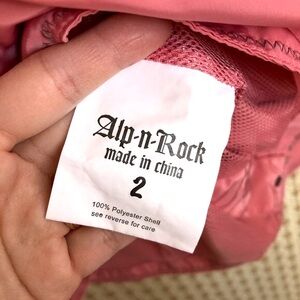 Alp-n-Rock
made in china
2
100% Polyester Shell
see reverse for care